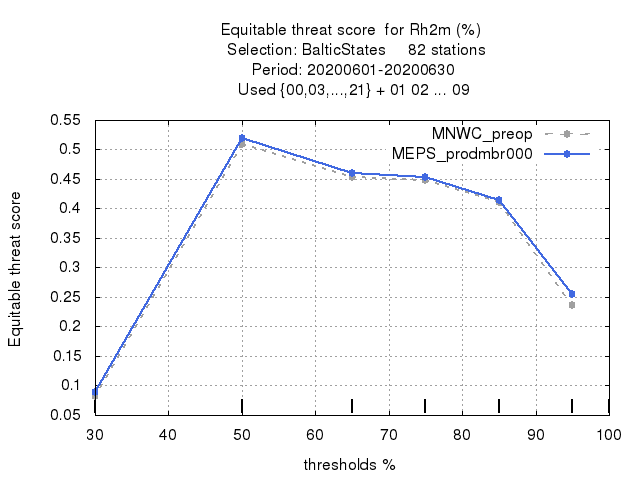 Equitable threat score for Rh2m (%)
Selection: BalticStates 82 stations
Period: 20200601-20200630
Used {00,03,...,21} + 01 02 ... 09
MNWC_preop
MEPS_prodmbr000
Equitable threat score
0.55
0.5
0.45
0.4
0.35
0.3
0.25
0.2
0.15
0.1
0.05
30 40 50 60 70 80 90 100
thresholds %